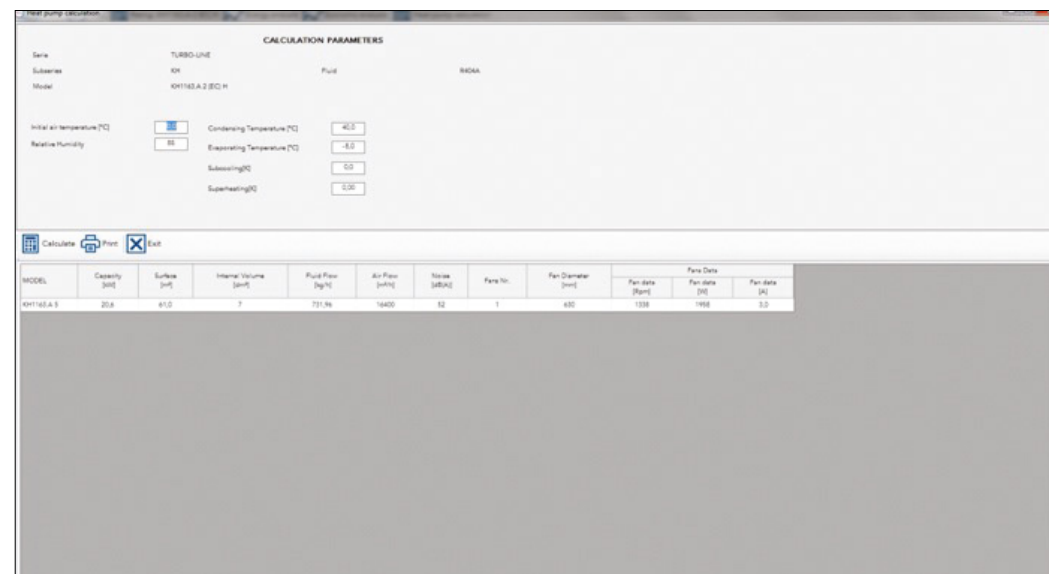 Heat pump calculation
CALCULATION PARAMETERS
Serie TURBO-LINE
Subseries KH Fluid R404A
Model KH1163.A 2 (EC) H
Initial air temperature [°C] Condensing Temperature [°C] 40,0
Relative Humidity 85 Evaporating Temperature [°C] -8,0
Subcooling[K] 0,0
Superheating[K] 0,00
Calculate Print Exit
MODEL Capacity [kW] Surface [m²] Internal Volume [dm³] Fluid Flow [kg/h] Air Flow [m³/h] Noise [dB(A)] Fans Nr. Fan Diameter [mm] Fans Data
Fan data [Rpm] Fan data [W] Fan data [A]
KH1163.A S 20,6 61,0 7 731,96 16400 52 1 630 1338 1958 3,0